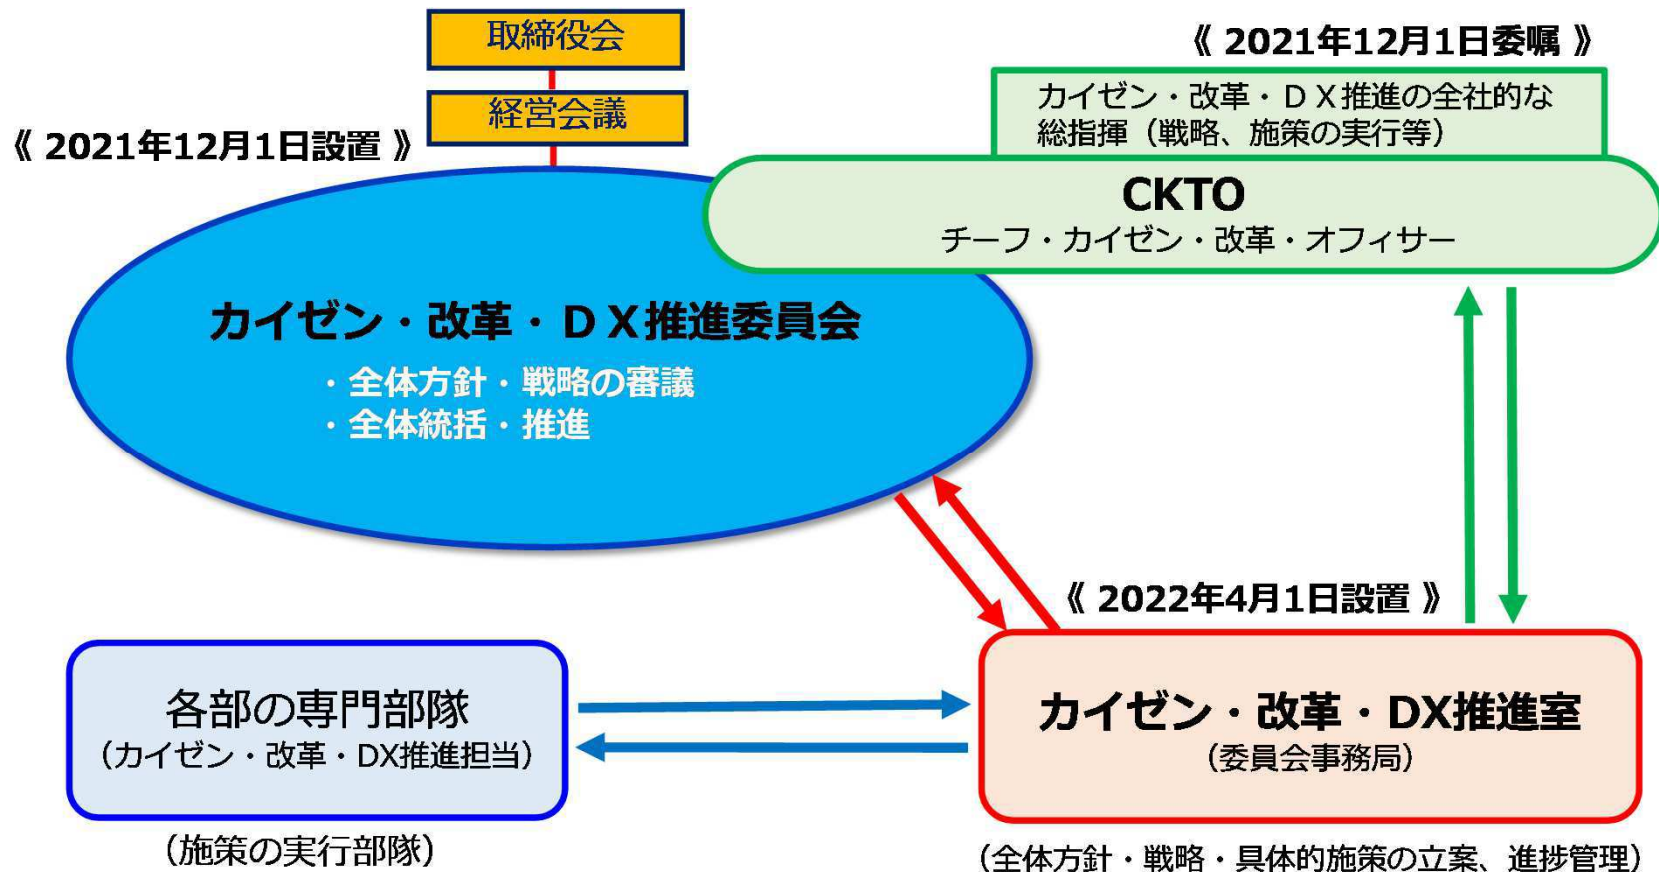 取締役会
経営会議
《 2021年12月1日設置 》
《 2021年12月1日委嘱 》
カイゼン・改革・ＤＸ推進の全社的な
総指揮（戦略、施策の実行等）
CKTO
チーフ・カイゼン・改革・オフィサー
カイゼン・改革・ＤＸ推進委員会
・全体方針・戦略の審議
・全体統括・推進
《 2022年4月1日設置 》
各部の専門部隊
（カイゼン・改革・DX推進担当）
（施策の実行部隊）
カイゼン・改革・DX推進室
（委員会事務局）
（全体方針・戦略・具体的施策の立案、進捗管理）